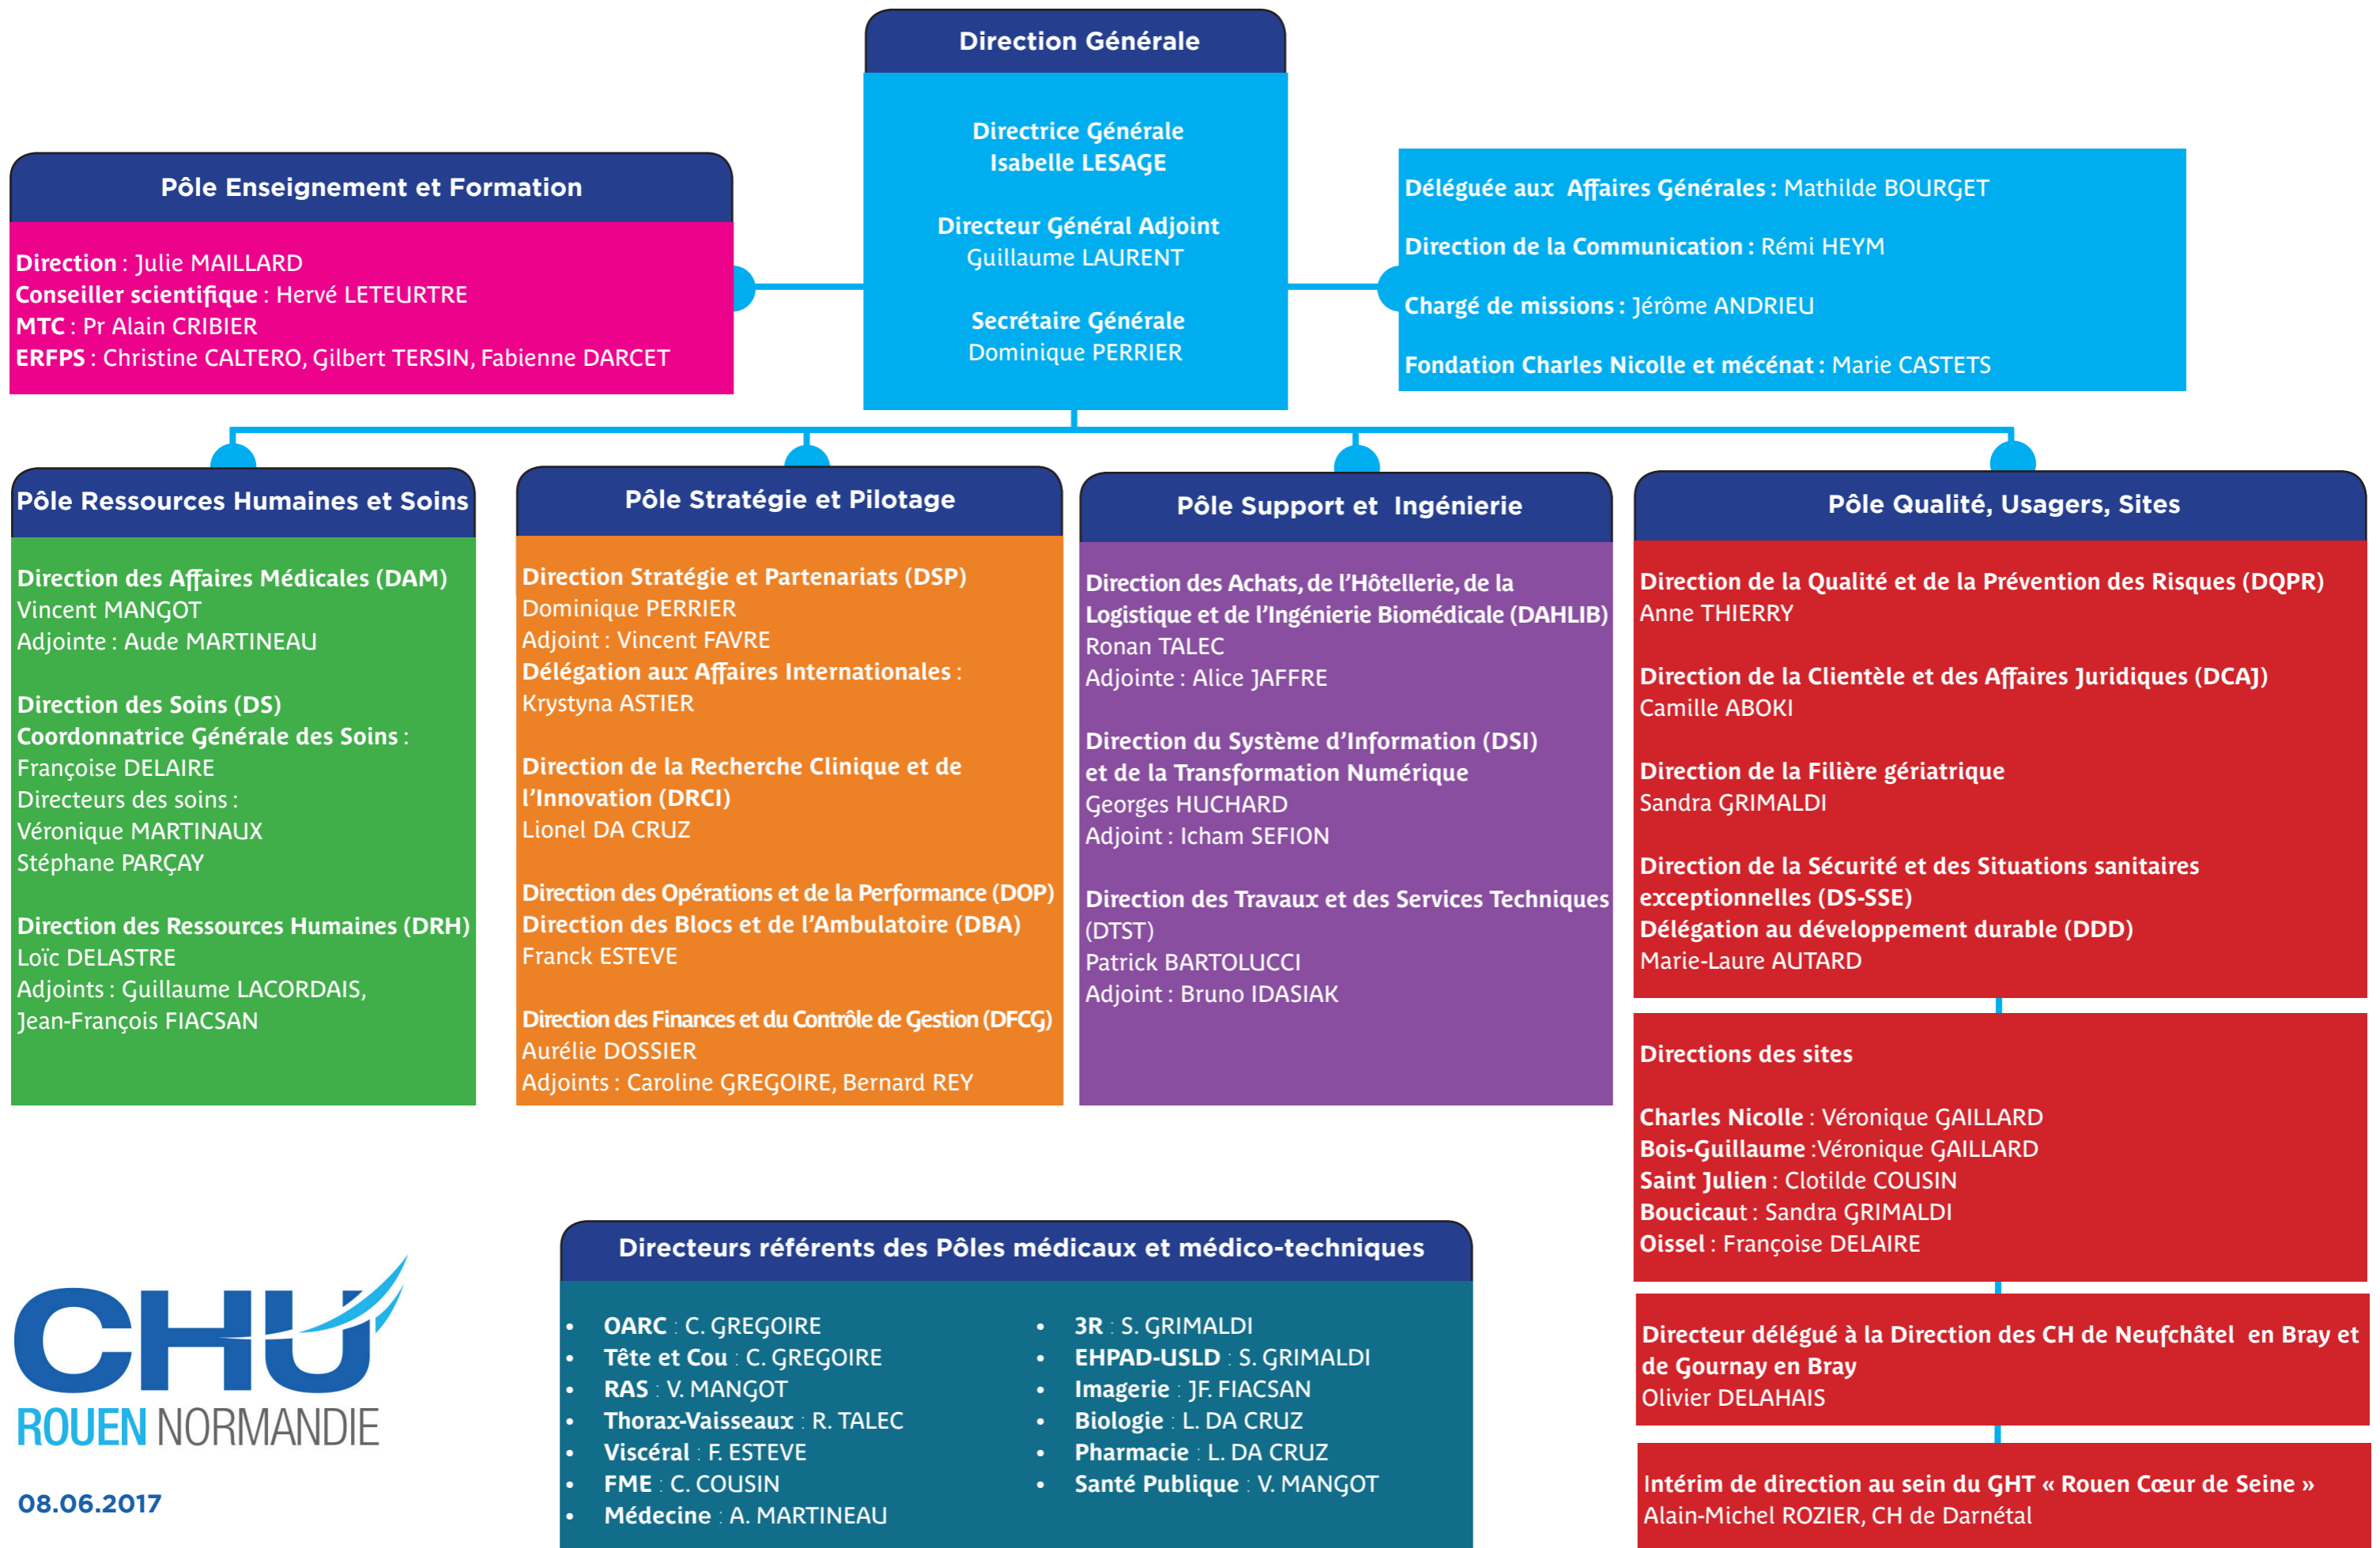 Direction Générale
Directrice Générale
Isabelle LESAGE
Directeur Général Adjoint
Guillaume LAURENT
Secrétaire Générale
Dominique PERRIER
Pôle Enseignement et Formation
Direction : Julie MAILLARD
Conseiller scientifique : Hervé LETEURTRE
MTC : Pr Alain CRIBIER
ERFPS : Christine CALTERO, Gilbert TERSIN, Fabienne DARCET
Déléguée aux Affaires Générales : Mathilde BOURGET
Direction de la Communication : Rémi HEYM
Chargé de missions : Jérôme ANDRIEU
Fondation Charles Nicolle et mécénat : Marie CASTETS
Pôle Ressources Humaines et Soins
Direction des Affaires Médicales (DAM)
Vincent MANGOT
Adjointe : Aude MARTINEAU
Direction des Soins (DS)
Coordonnatrice Générale des Soins :
Françoise DELAIRE
Directeurs des soins :
Véronique MARTINAUX
Stéphane PARÇAY
Direction des Ressources Humaines (DRH)
Loïc DELASTRE
Adjoints : Guillaume LACORDAIS,
Jean-François FIACSAN
Pôle Stratégie et Pilotage
Direction Stratégie et Partenariats (DSP)
Dominique PERRIER
Adjoint : Vincent FAVRE
Délégation aux Affaires Internationales :
Krystyna ASTIER
Direction de la Recherche Clinique et de
l'Innovation (DRCI)
Lionel DA CRUZ
Direction des Opérations et de la Performance (DOP)
Direction des Blocs et de l'Ambulatoire (DBA)
Franck ESTEVE
Direction des Finances et du Contrôle de Gestion (DFCG)
Aurélie DOSSIER
Adjoints : Caroline GREGOIRE, Bernard REY
Pôle Support et Ingénierie
Direction des Achats, de l'Hôtellerie, de la
Logistique et de l'Ingénierie Biomédicale (DAHLIB)
Ronan TALEC
Adjointe : Alice JAFFRE
Direction du Système d'Information (DSI)
et de la Transformation Numérique
Georges HUCHARD
Adjoint : Icham SEFION
Direction des Travaux et des Services Techniques
(DTST)
Patrick BARTOLUCCI
Adjoint : Bruno IDASIAK
Pôle Qualité, Usagers, Sites
Direction de la Qualité et de la Prévention des Risques (DQPR)
Anne THIERRY
Direction de la Clientèle et des Affaires Juridiques (DCAJ)
Camille ABOKI
Direction de la Filière gériatrique
Sandra GRIMALDI
Direction de la Sécurité et des Situations sanitaires
exceptionnelles (DS-SSE)
Délégation au développement durable (DDD)
Marie-Laure AUTARD
Directions des sites
Charles Nicolle : Véronique GAILLARD
Bois-Guillaume :Véronique GAILLARD
Saint Julien : Clotilde COUSIN
Boucicaut : Sandra GRIMALDI
Oissel : Françoise DELAIRE
Directeur délégué à la Direction des CH de Neufchâtel en Bray et
de Gournay en Bray
Olivier DELAHAIS
Intérim de direction au sein du GHT « Rouen Cœur de Seine »
Alain-Michel ROZIER, CH de Darnétal
Directeurs référents des Pôles médicaux et médico-techniques
• OARC : C. GREGOIRE
• Tête et Cou : C. GREGOIRE
• RAS : V. MANGOT
• Thorax-Vaisseaux : R. TALEC
• Viscéral : F. ESTEVE
• FME : C. COUSIN
• Médecine : A. MARTINEAU
• 3R : S. GRIMALDI
• EHPAD-USLD : S. GRIMALDI
• Imagerie : JF. FIACSAN
• Biologie : L. DA CRUZ
• Pharmacie : L. DA CRUZ
• Santé Publique : V. MANGOT
CHU
ROUEN NORMANDIE
08.06.2017